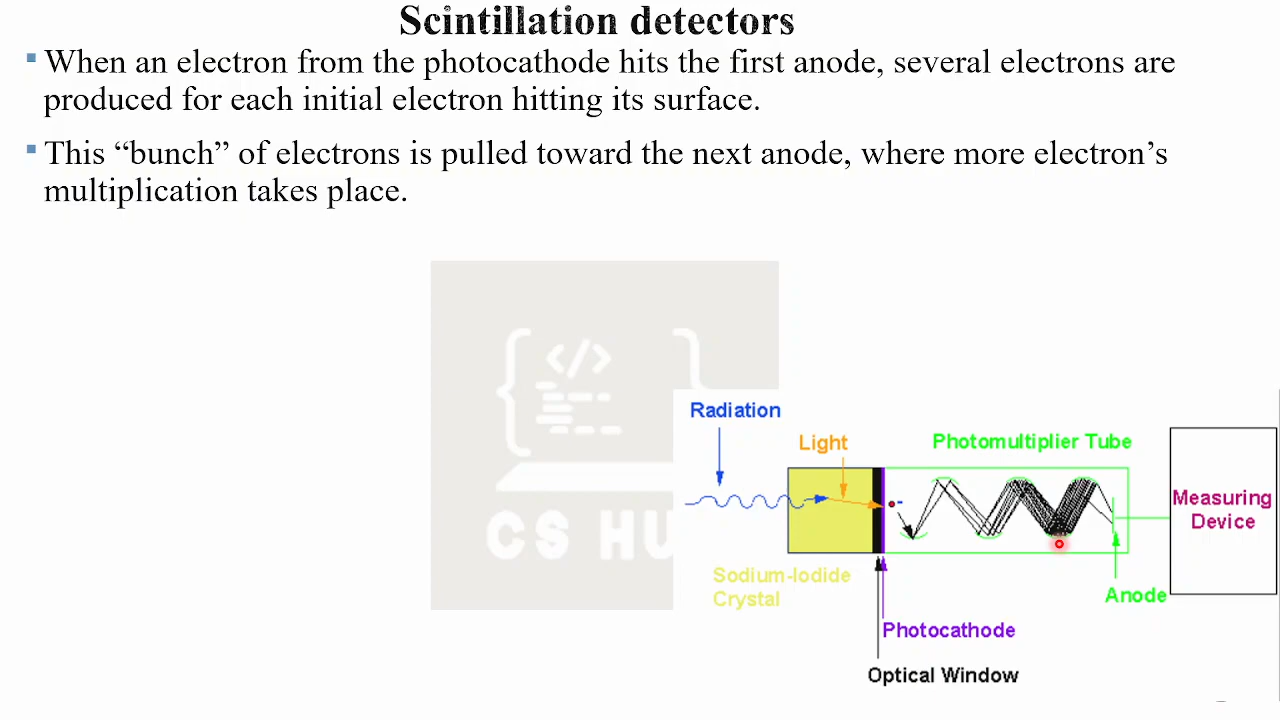 Scintillation detectors
When an electron from the photocathode hits the first anode, several electrons are
produced for each initial electron hitting its surface.
This “bunch” of electrons is pulled toward the next anode, where more electron’s
multiplication takes place.
</>
CS HU
Radiation
Light
Photomultiplier Tube
Measuring
Device
Sodium-Iodide
Crystal
Anode
Photocathode
Optical Window